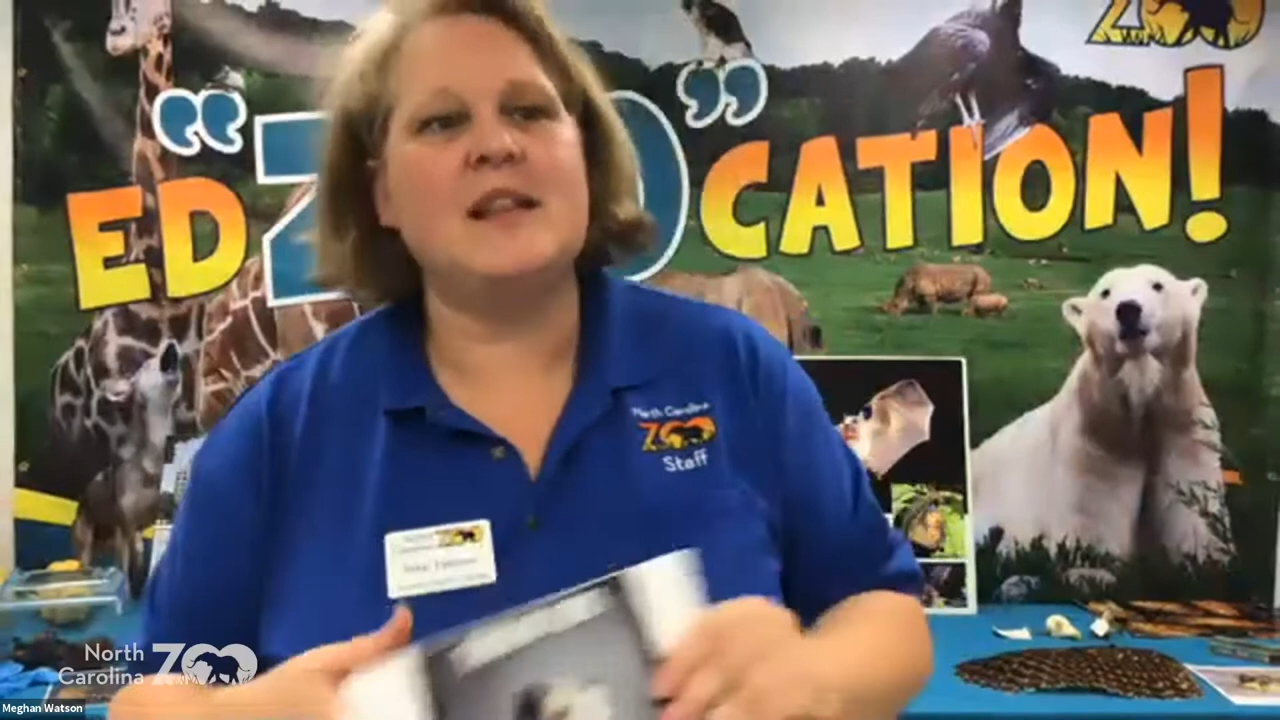 ZOO
"ED ZOO" CATION!
North Carolina
ZOO
Staff
North
Carolina ZOO
Meghan Watson